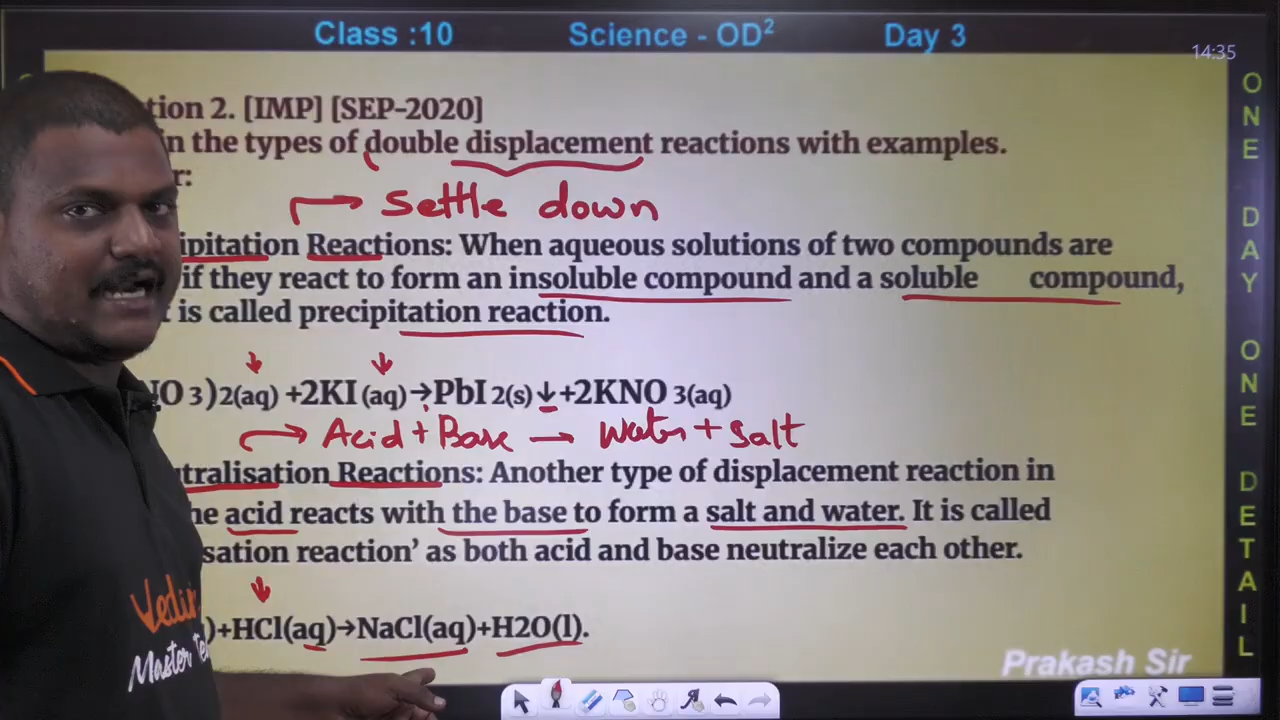 Class :10 Science - OD² Day 3
14:35
tion 2. [IMP] [SEP-2020]
in the types of double displacement reactions with examples.
r:
Settle down
ipitation Reactions: When aqueous solutions of two compounds are
if they react to form an insoluble compound and a soluble compound,
is called precipitation reaction.
NO 3)2(aq) +2KI (aq)→PbI 2(s)↓+2KNO 3(aq)
Acid + Base → Water + Salt
tralisation Reactions: Another type of displacement reaction in
he acid reacts with the base to form a salt and water. It is called
sation reaction’ as both acid and base neutralize each other.
)+HCl(aq)→NaCl(aq)+H2O(l).
Prakash Sir
ONE DAY ONE DETAIL
Master Te